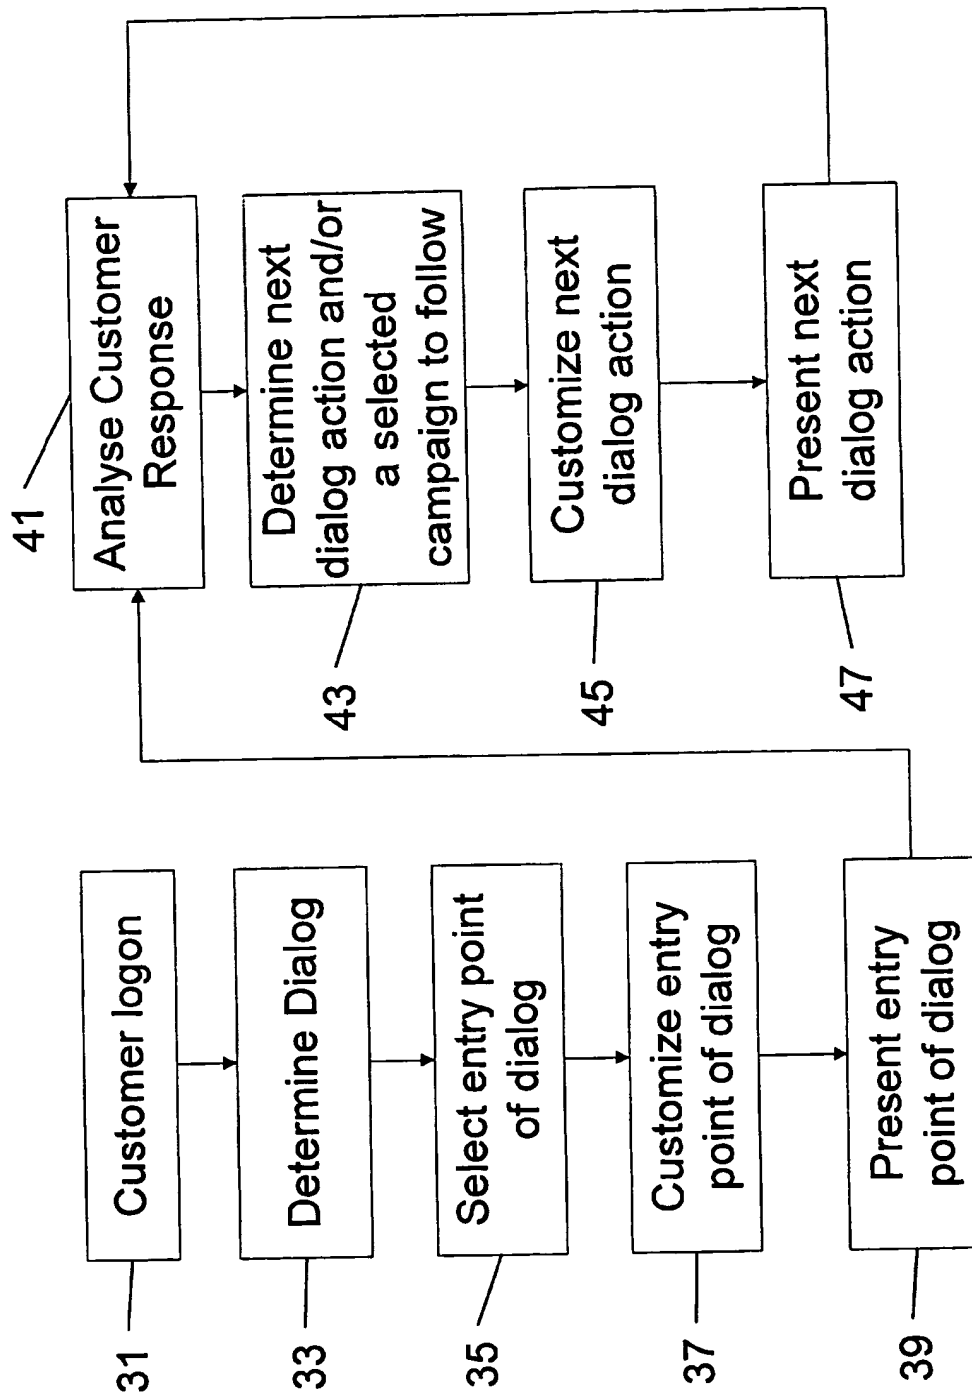 31
Customer logon
33
Determine Dialog
35
Select entry point
of dialog
37
Customize entry
point of dialog
39
Present entry
point of dialog
41
Analyse Customer
Response
43
Determine next
dialog action and/or
a selected
campaign to follow
45
Customize next
dialog action
47
Present next
dialog action